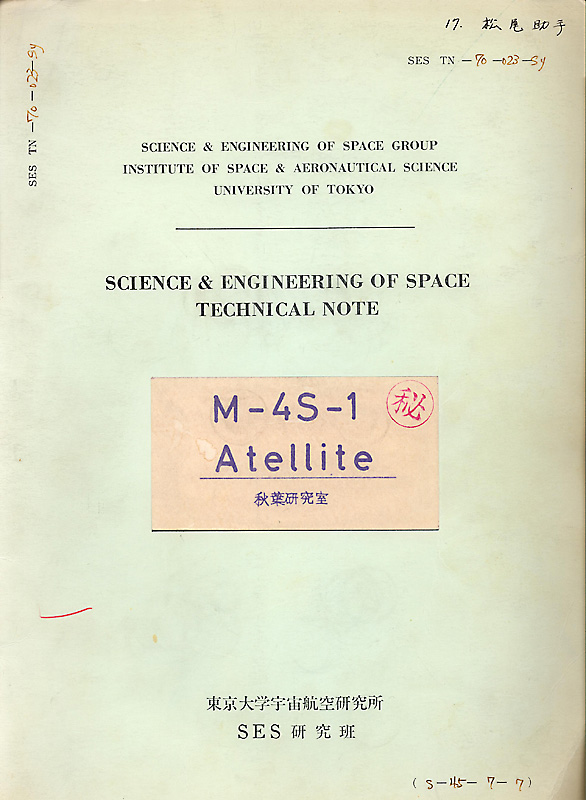 17. 松尾助手
SES TN -70-023-Sy
SES TN -70-023-Sy
SCIENCE & ENGINEERING OF SPACE GROUP
INSTITUTE OF SPACE & AERONAUTICAL SCIENCE
UNIVERSITY OF TOKYO
SCIENCE & ENGINEERING OF SPACE
TECHNICAL NOTE
M-4S-1
秘
Atellite
秋葉研究室
東京大学宇宙航空研究所
SES 研究班
(S-45-7-7)